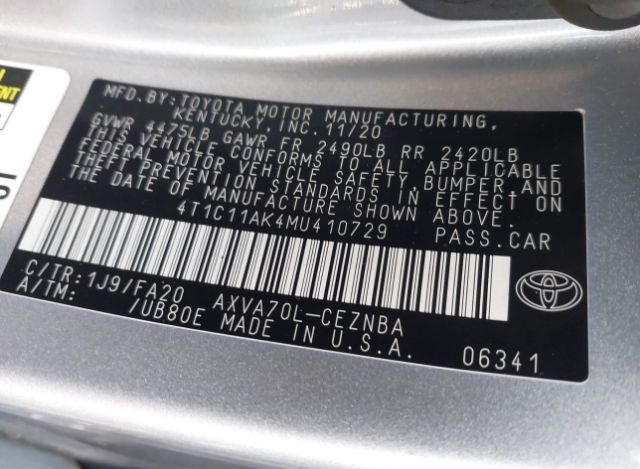 MFD.BY:TOYOTA MOTOR MANUFACTURING,
KENTUCKY, INC. 11/20
GVWR 4475LB GAWR FR 2490LB RR 2420LB
THIS VEHICLE CONFORMS TO ALL APPLICABLE
FEDERAL MOTOR VEHICLE SAFETY, BUMPER, AND
THEFT PREVENTION STANDARDS IN EFFECT ON
THE DATE OF MANUFACTURE SHOWN ABOVE.
4T1C11AK4MU410729 PASS.CAR
C/TR: 1J9/FA20 AXVA70L-CEZNBA
A/TM: /UB80E MADE IN U.S.A. 06341